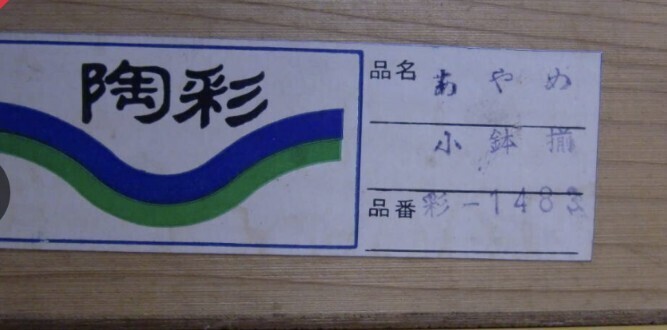 陶彩
品名 あやめ
小鉢揃
品番 彩-1483